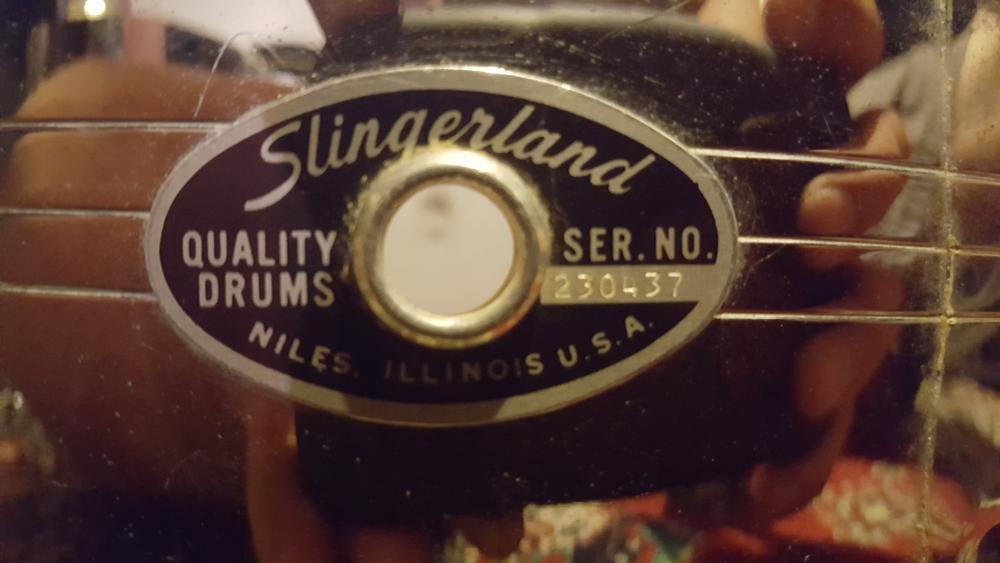 Slingerland
QUALITY
DRUMS
SER. NO.
230437
NILES, ILLINOIS U.S.A.